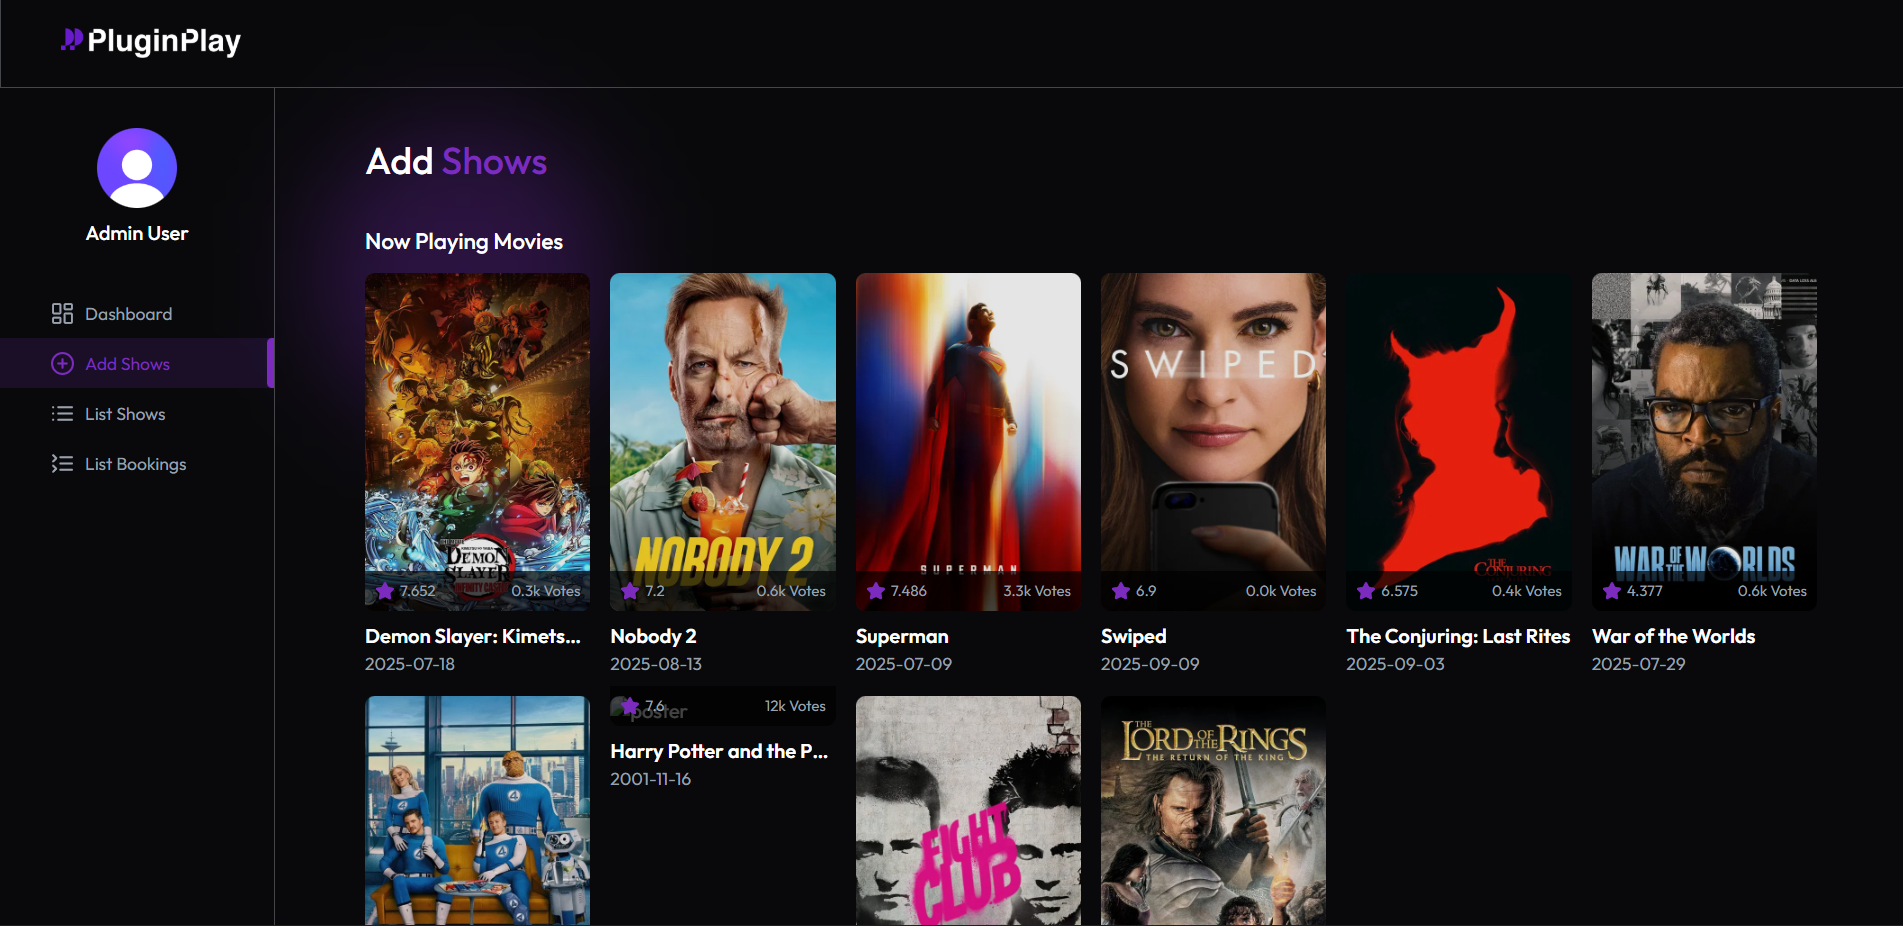 PluginPlay
Admin User
Dashboard
Add Shows
List Shows
List Bookings
Add Shows
Now Playing Movies
DEMON
SLAYER
INFINITY CASTLE
7.652 0.3k Votes
Demon Slayer: Kimets...
2025-07-18
NOBODY 2
7.2 0.6k Votes
Nobody 2
2025-08-13
SUPERMAN
7.486 3.3k Votes
Superman
2025-07-09
SWIPED
6.9 0.0k Votes
Swiped
2025-09-09
THE
CONJURING
6.575 0.4k Votes
The Conjuring: Last Rites
2025-09-03
WAR OF THE WORLDS
4.377 0.6k Votes
War of the Worlds
2025-07-29
4
4
4
4
poster
7.6 12k Votes
Harry Potter and the P...
2001-11-16
FIGHT
CLUB
THE
LORD OF THE RINGS
THE RETURN OF THE KING